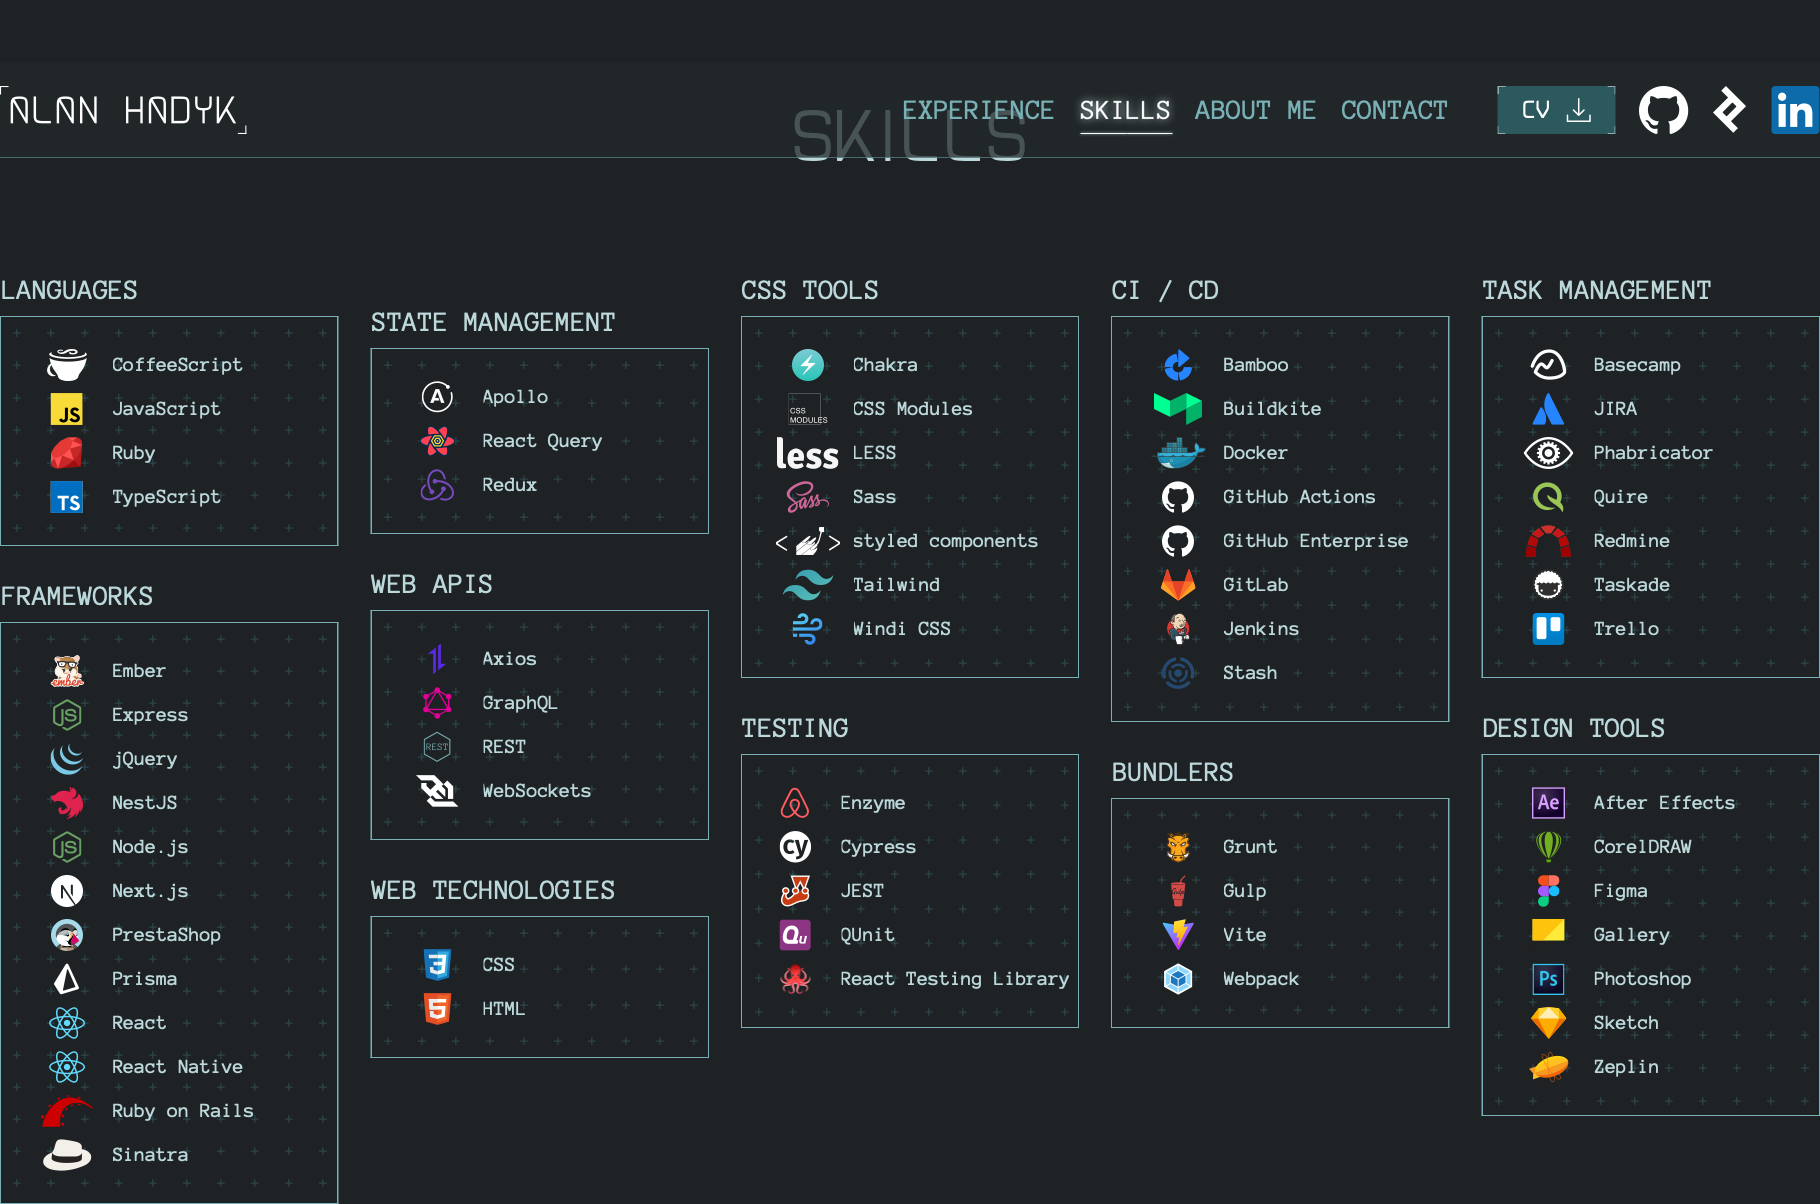 ALAN HADYK
EXPERIENCE
SKILLS
ABOUT ME
CONTACT
CV
in
SKILLS
LANGUAGES
CoffeeScript
JS
JavaScript
Ruby
TS
TypeScript
FRAMEWORKS
ember
Ember
JS
Express
jQuery
NestJS
JS
Node.js
N
Next.js
PrestaShop
Prisma
React
React Native
Ruby on Rails
Sinatra
STATE MANAGEMENT
A
Apollo
React Query
Redux
WEB APIS
Axios
GraphQL
REST
REST
WebSockets
WEB TECHNOLOGIES
3
CSS
5
HTML
CSS TOOLS
Chakra
CSS
MODULES
CSS Modules
less
LESS
Sass
Sass
< >
styled components
Tailwind
Windi CSS
TESTING
Enzyme
cy
Cypress
JEST
Qu
QUnit
React Testing Library
CI / CD
Bamboo
Buildkite
Docker
GitHub Actions
GitHub Enterprise
GitLab
Jenkins
Stash
BUNDLERS
Grunt
Gulp
Vite
Webpack
TASK MANAGEMENT
Basecamp
JIRA
Phabricator
Quire
Redmine
Taskade
Trello
DESIGN TOOLS
Ae
After Effects
CorelDRAW
Figma
Gallery
Ps
Photoshop
Sketch
Zeplin